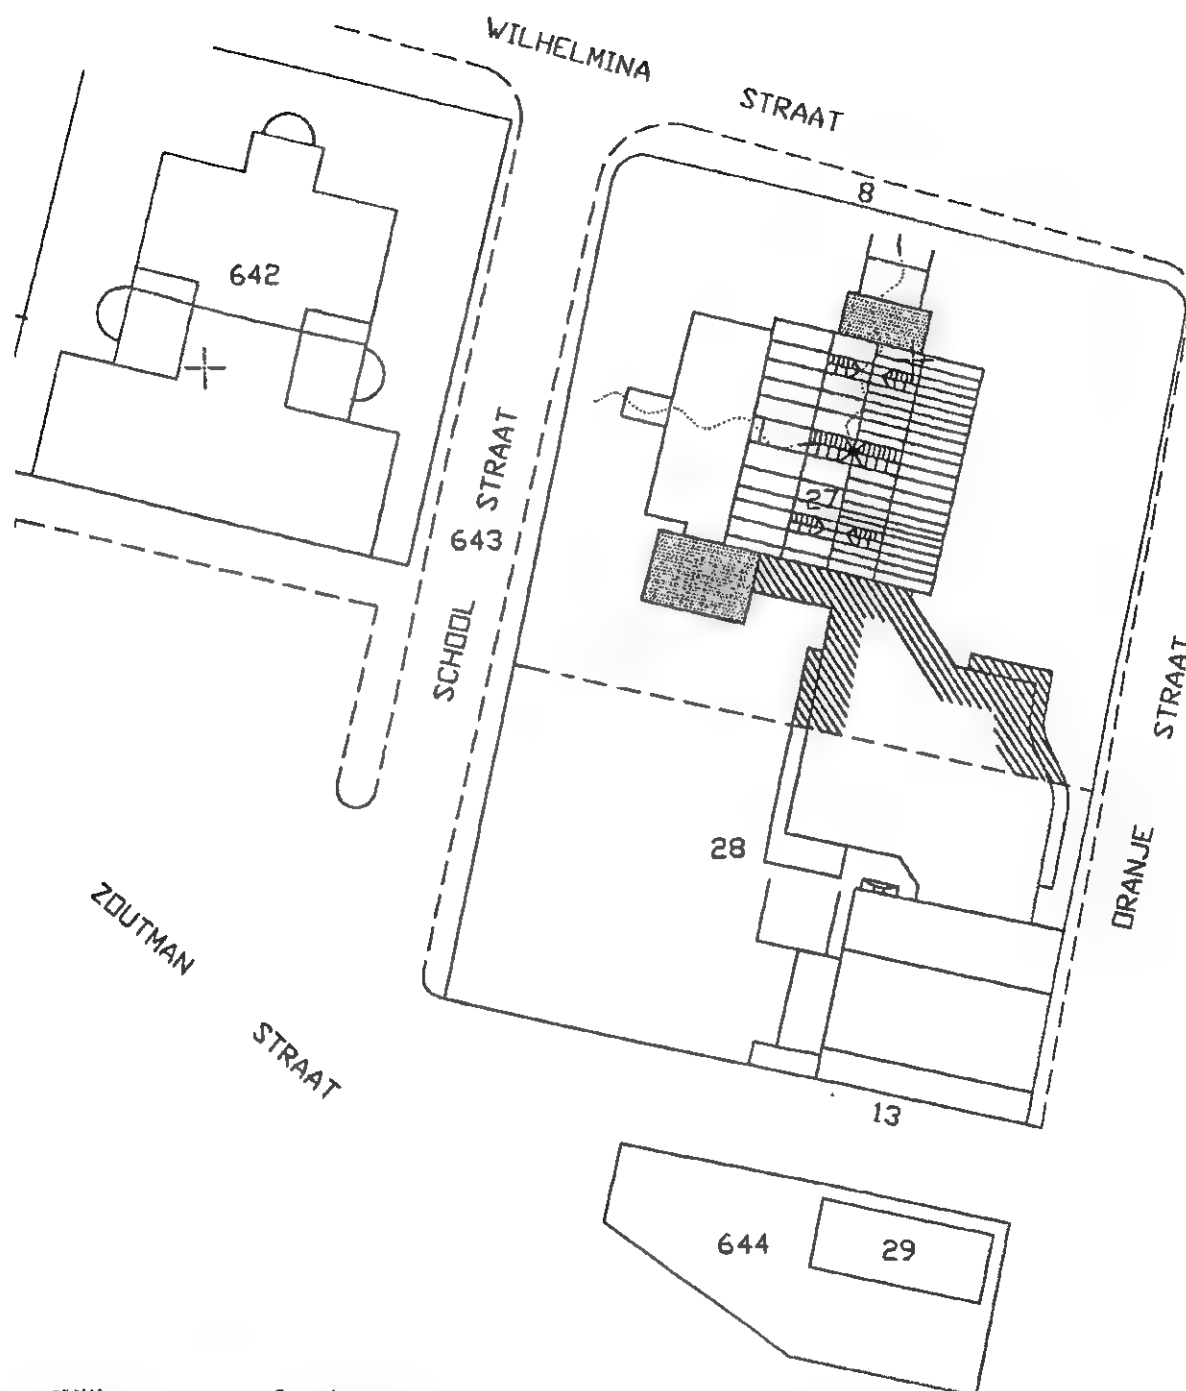 WILHELMINA
STRAAT
8
642
27
SCHOOL STRAAT
643
28
ORANJE STRAAT
ZOUTMAN
STRAAT
13
644
29